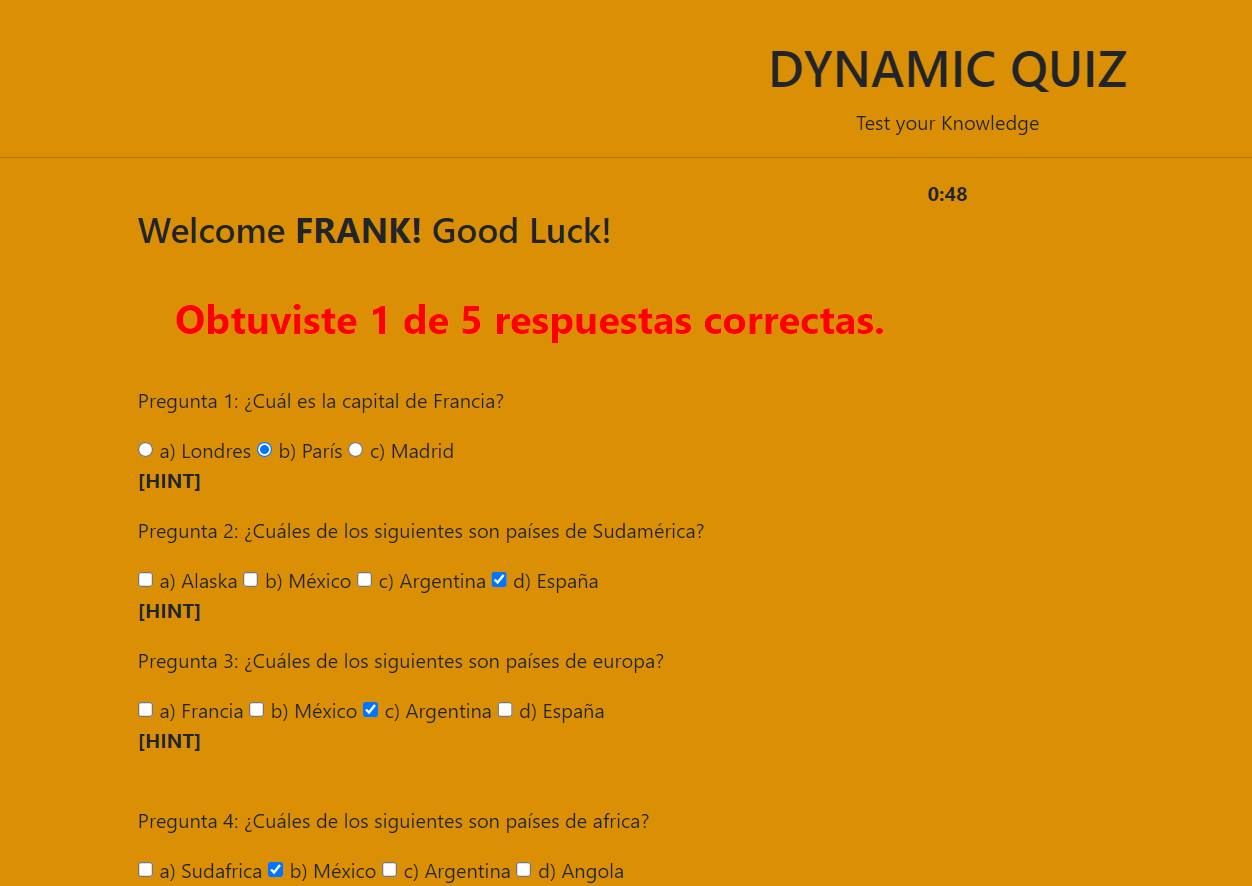 DYNAMIC QUIZ
Test your Knowledge
0:48
Welcome FRANK! Good Luck!
Obtuviste 1 de 5 respuestas correctas.
Pregunta 1: ¿Cuál es la capital de Francia?
a) Londres b) París c) Madrid
[HINT]
Pregunta 2: ¿Cuáles de los siguientes son países de Sudamérica?
a) Alaska b) México c) Argentina d) España
[HINT]
Pregunta 3: ¿Cuáles de los siguientes son países de europa?
a) Francia b) México c) Argentina d) España
[HINT]
Pregunta 4: ¿Cuáles de los siguientes son países de africa?
a) Sudafrica b) México c) Argentina d) Angola